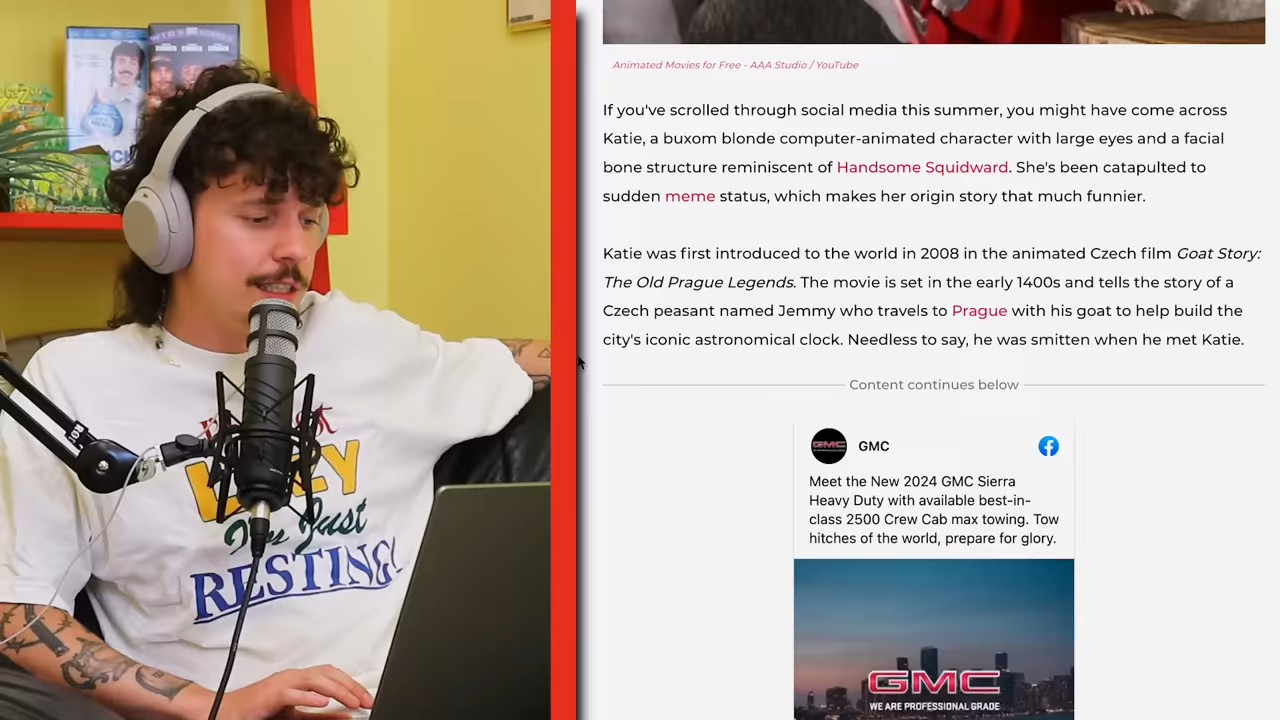 I'm Not
LAZY
I'm Just
RESTING!
Animated Movies for Free - AAA Studio / YouTube
If you've scrolled through social media this summer, you might have come across
Katie, a buxom blonde computer-animated character with large eyes and a facial
bone structure reminiscent of Handsome Squidward. She's been catapulted to
sudden meme status, which makes her origin story that much funnier.
Katie was first introduced to the world in 2008 in the animated Czech film Goat Story:
The Old Prague Legends. The movie is set in the early 1400s and tells the story of a
Czech peasant named Jemmy who travels to Prague with his goat to help build the
city's iconic astronomical clock. Needless to say, he was smitten when he met Katie.
Content continues below
GMC
GMC
Meet the New 2024 GMC Sierra
Heavy Duty with available best-in-
class 2500 Crew Cab max towing. Tow
hitches of the world, prepare for glory.
GMC
WE ARE PROFESSIONAL GRADE